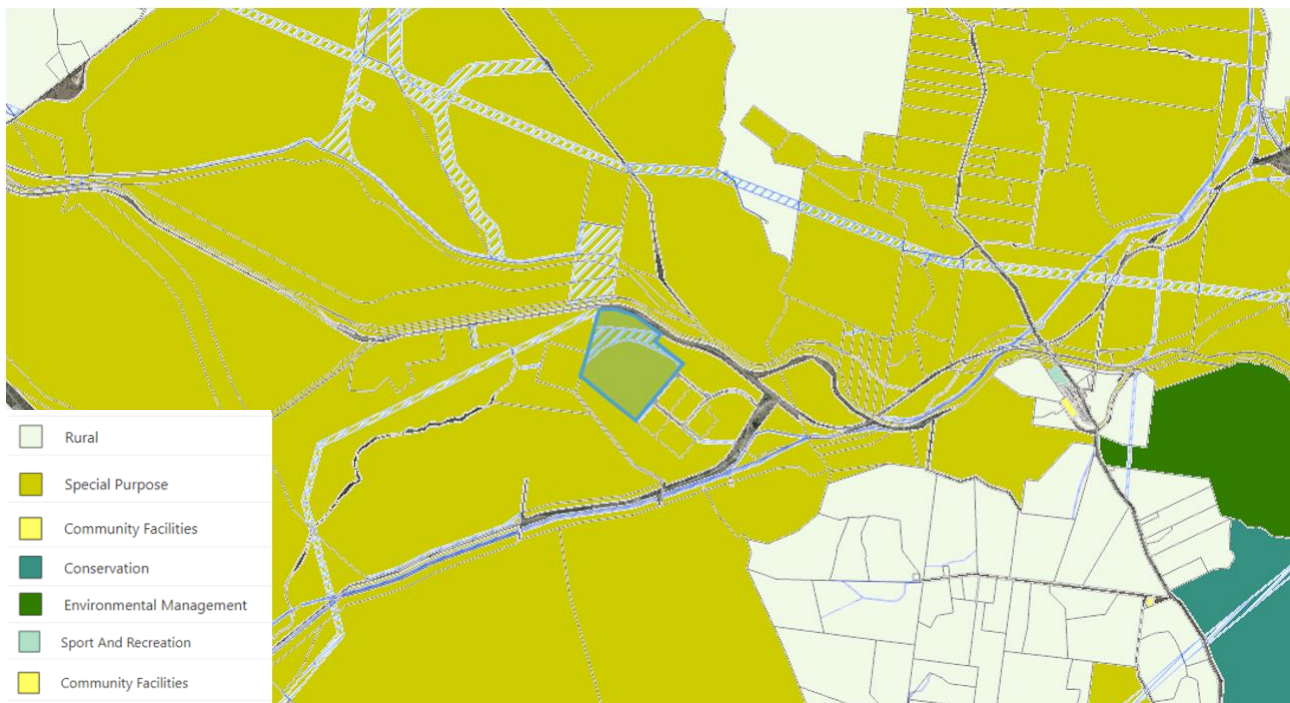 Rural
Special Purpose
Community Facilities
Conservation
Environmental Management
Sport And Recreation
Community Facilities